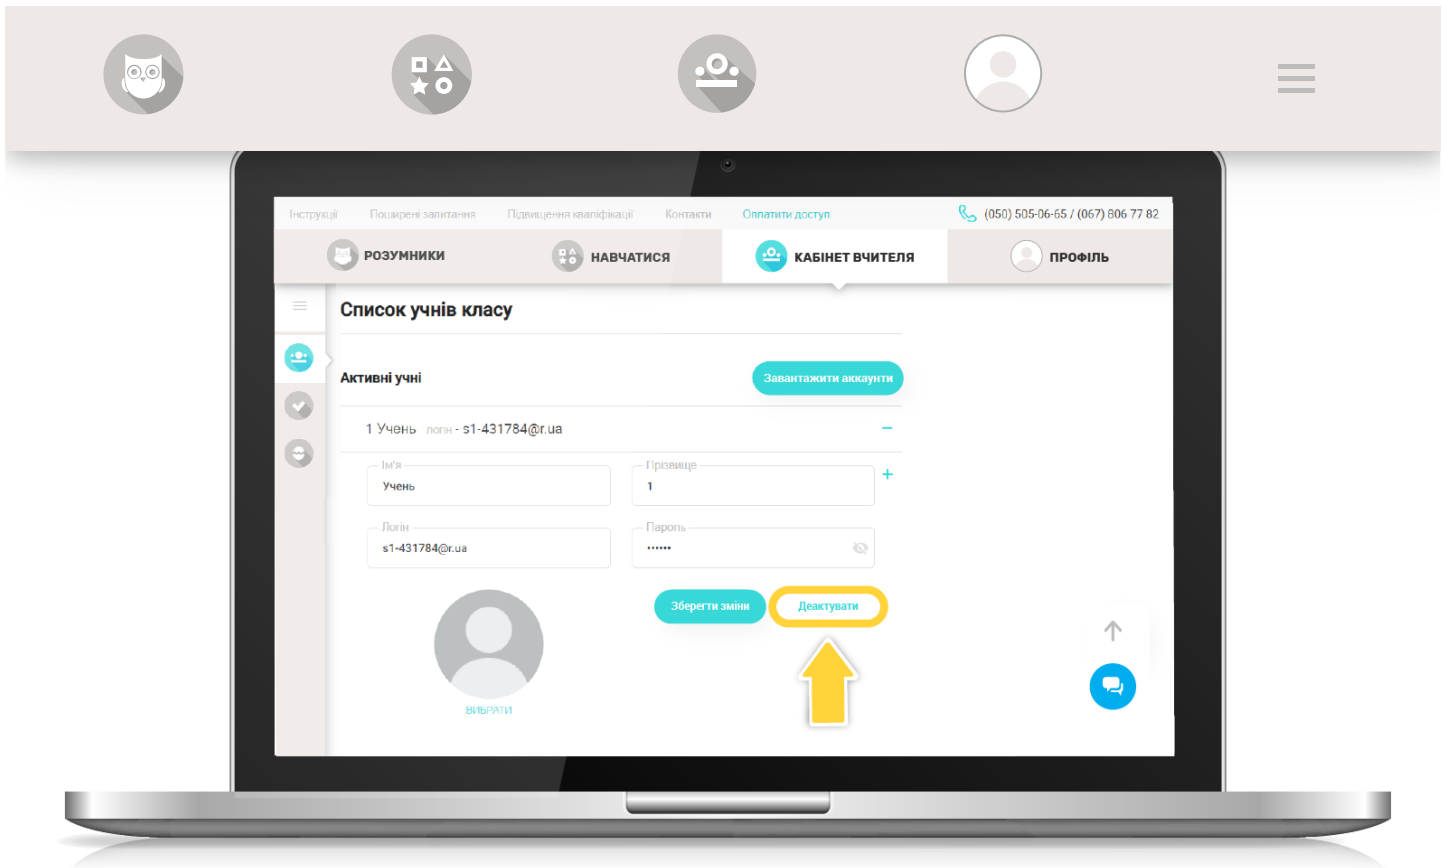 Інструкції Поширені запитання Підвищення кваліфікації Контакти Оплатити доступ (050) 505-06-65 / (067) 806 77 82
РОЗУМНИКИ НАВЧАТИСЯ КАБІНЕТ ВЧИТЕЛЯ ПРОФІЛЬ
Список учнів класу
Активні учні Завантажити аккаунти
1 Учень логін - s1-431784@r.ua
Ім'я Прізвище
Учень 1
Логін Пароль
s1-431784@r.ua ••••••
Зберегти зміни Деактувати
ВИБРАТИ